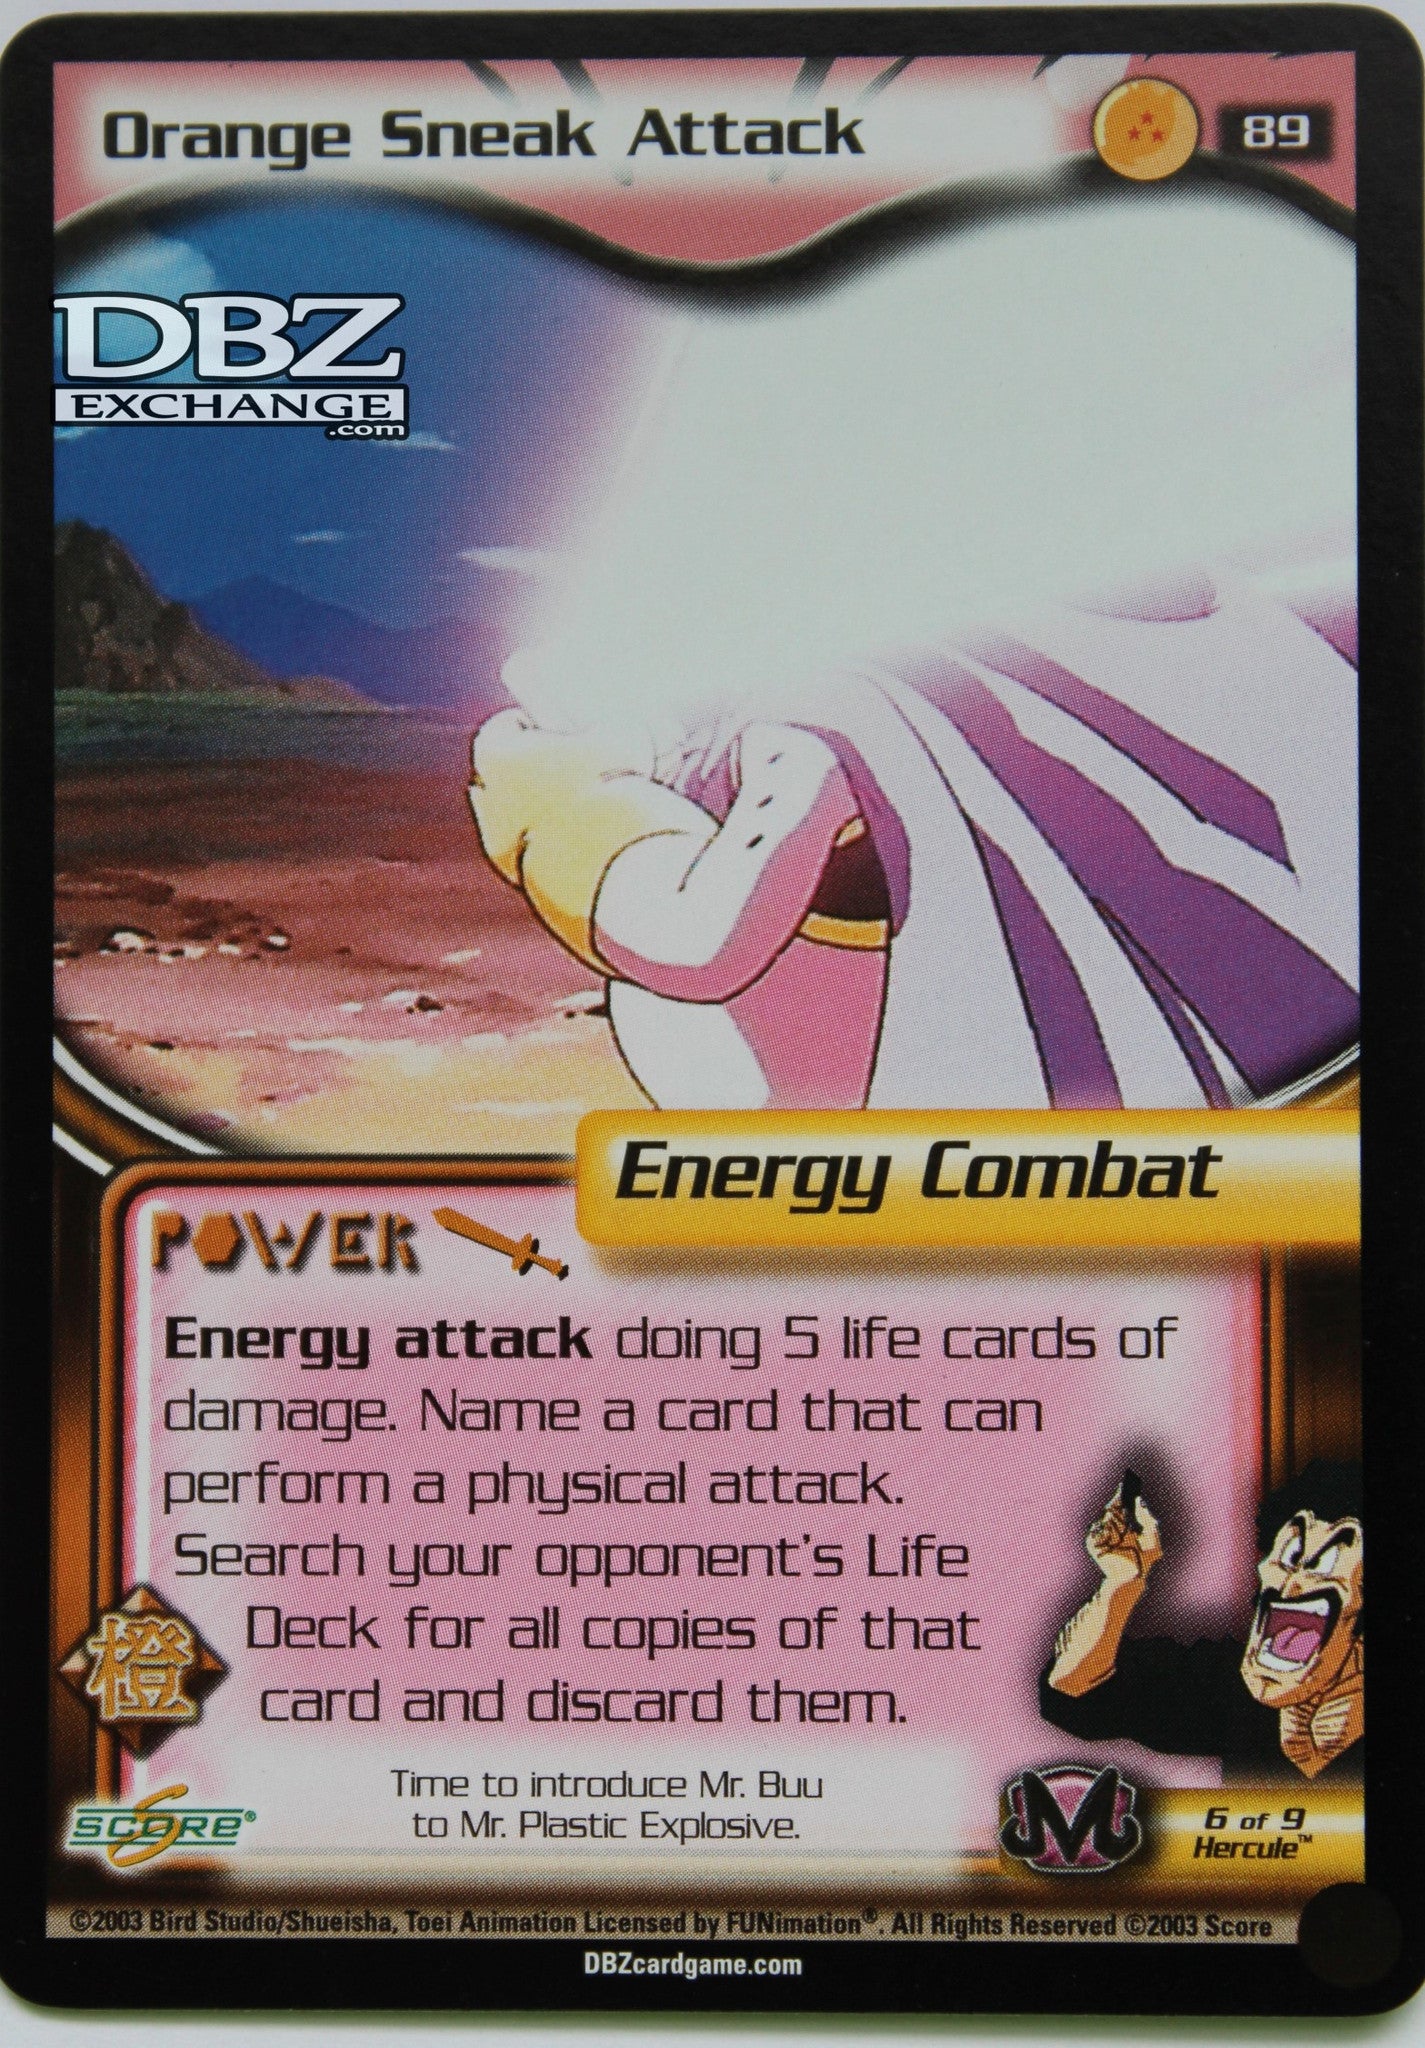 Orange Sneak Attack
89
DBZ
EXCHANGE
.com
Energy Combat
POWER
Energy attack doing 5 life cards of
damage. Name a card that can
perform a physical attack.
Search your opponent's Life
Deck for all copies of that
card and discard them.
橙
Time to introduce Mr. Buu
to Mr. Plastic Explosive.
SCORE®
M
6 of 9
Hercule™
©2003 Bird Studio/Shueisha, Toei Animation Licensed by FUNimation®. All Rights Reserved ©2003 Score
DBZcardgame.com